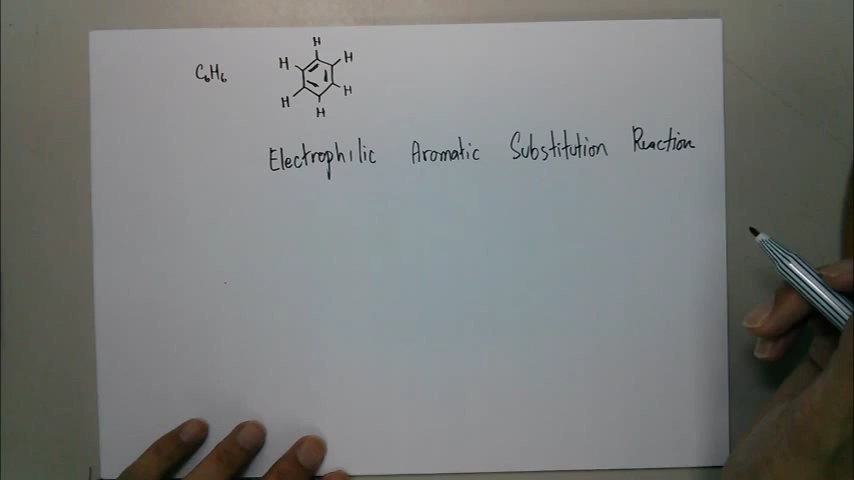 C₆H₆
H
H H
H H
H
Electrophilic Aromatic Substitution Reaction